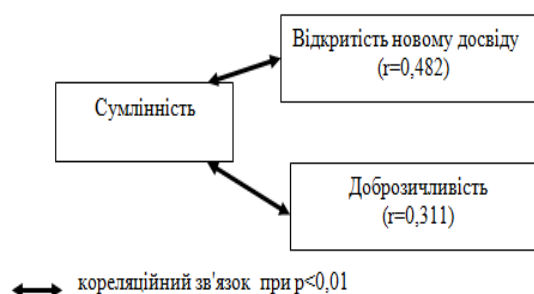 Відкритість новому досвіду
(r=0,482)
Сумлінність
Доброзичливість
(r=0,311)
кореляційний зв'язок при p<0,01